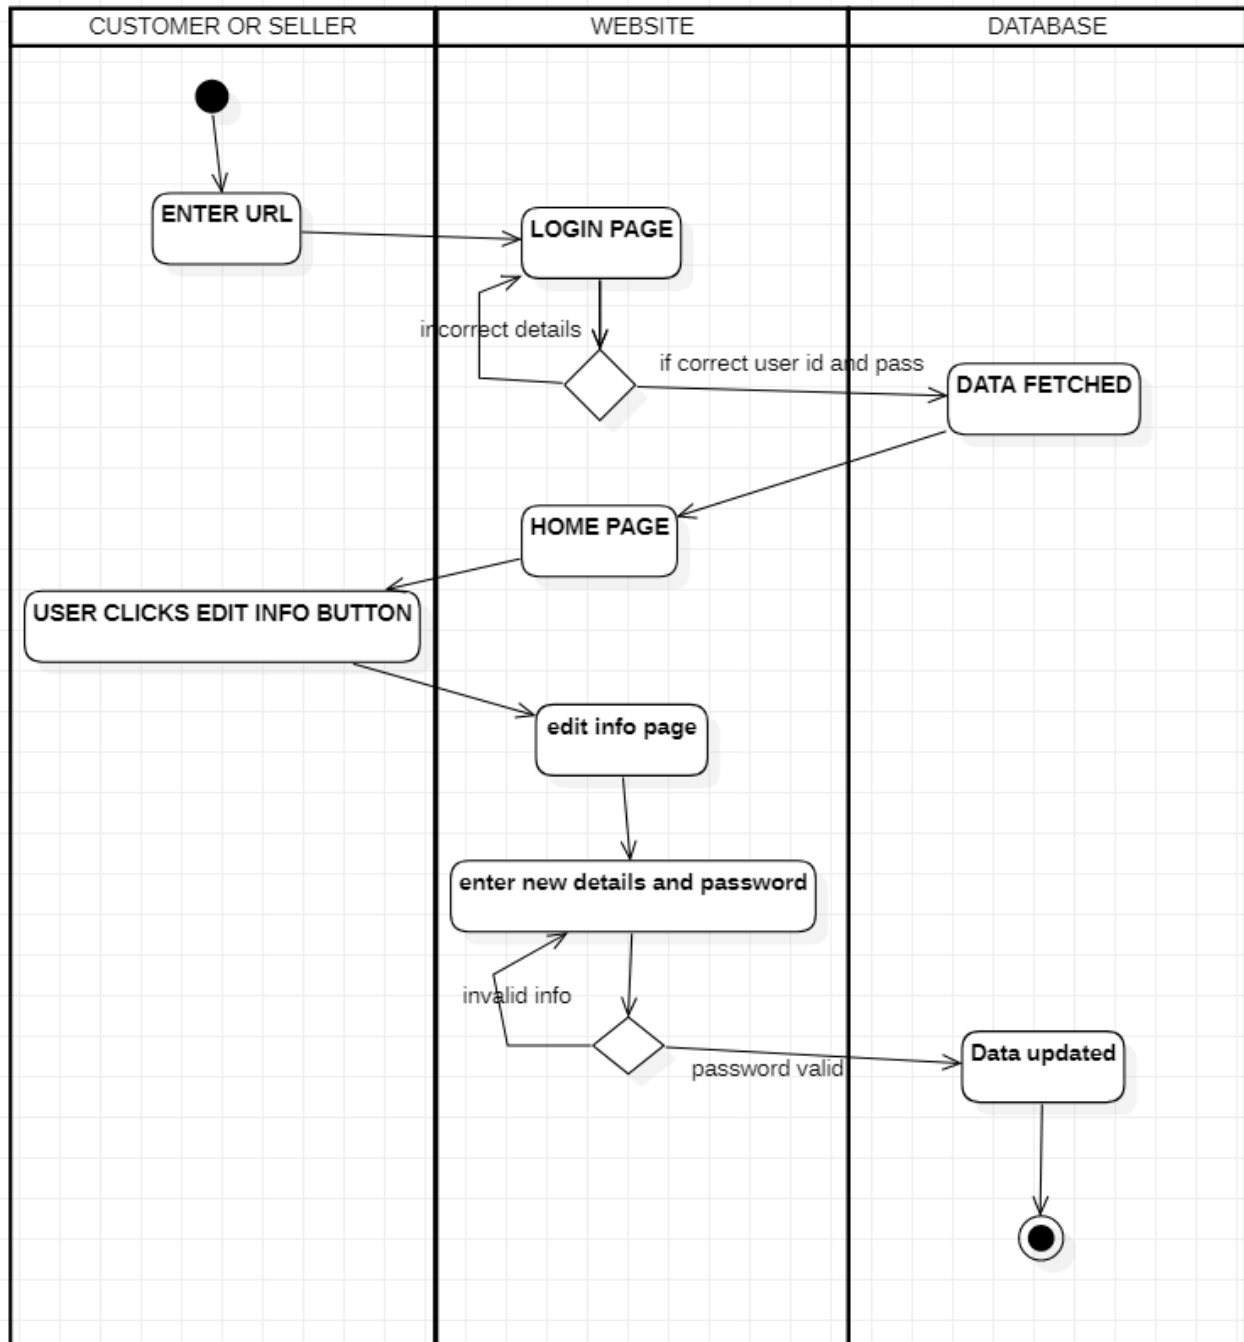 CUSTOMER OR SELLER
WEBSITE
DATABASE
ENTER URL
LOGIN PAGE
incorrect details
if correct user id and pass
DATA FETCHED
HOME PAGE
USER CLICKS EDIT INFO BUTTON
edit info page
enter new details and password
invalid info
password valid
Data updated